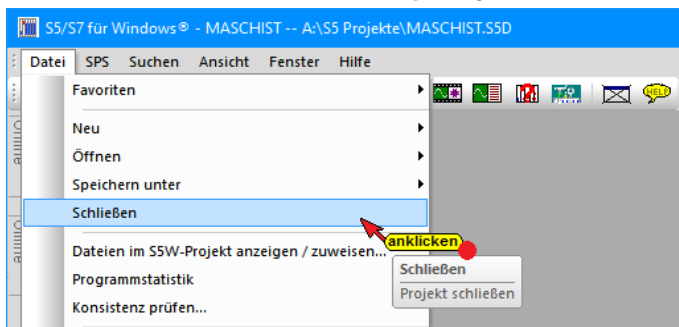 S5/S7 für Windows® - MASCHIST -- A:\S5 Projekte\MASCHIST.S5D
Datei SPS Suchen Ansicht Fenster Hilfe
Favoriten
HELP
Neu
Öffnen
Speichern unter
Schließen
anklicken
Dateien im S5W-Projekt anzeigen / zuweisen...
Schließen
Programmstatistik
Projekt schließen
Konsistenz prüfen...